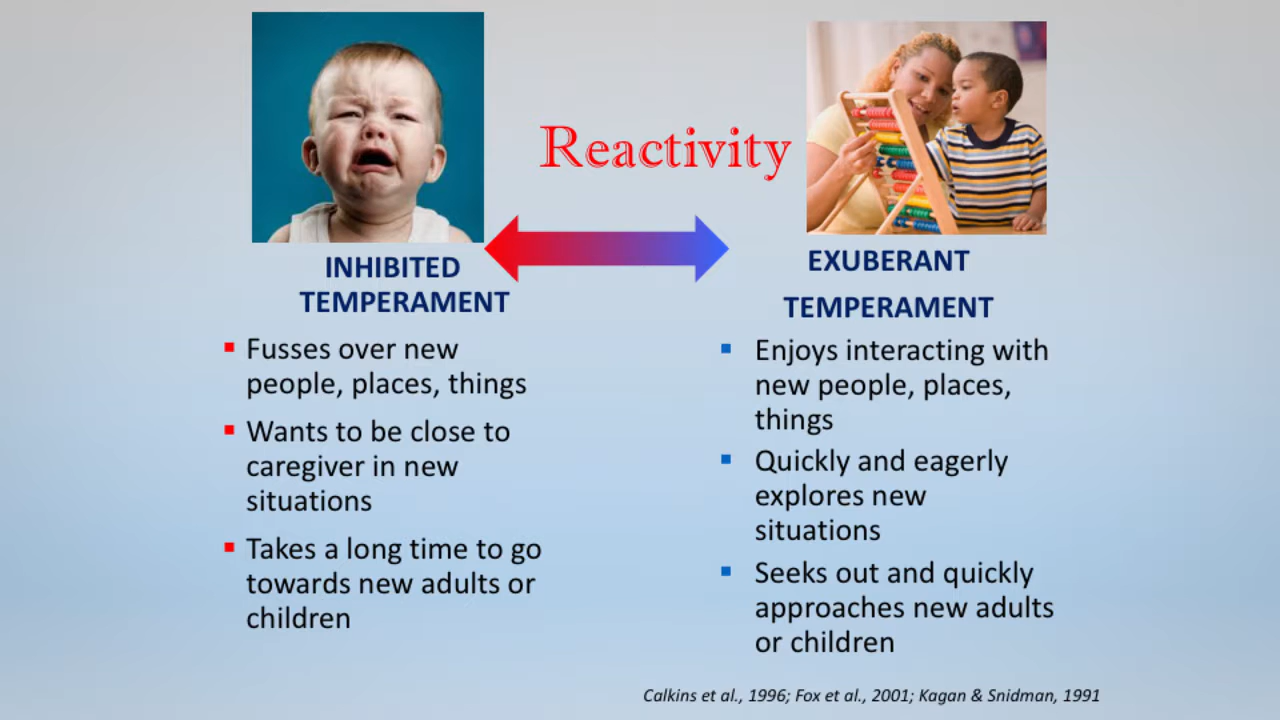 Reactivity
INHIBITED
TEMPERAMENT
▪ Fusses over new
people, places, things
▪ Wants to be close to
caregiver in new
situations
▪ Takes a long time to go
towards new adults or
children
EXUBERANT
TEMPERAMENT
▪ Enjoys interacting with
new people, places,
things
▪ Quickly and eagerly
explores new
situations
▪ Seeks out and quickly
approaches new adults
or children
Calkins et al., 1996; Fox et al., 2001; Kagan & Snidman, 1991